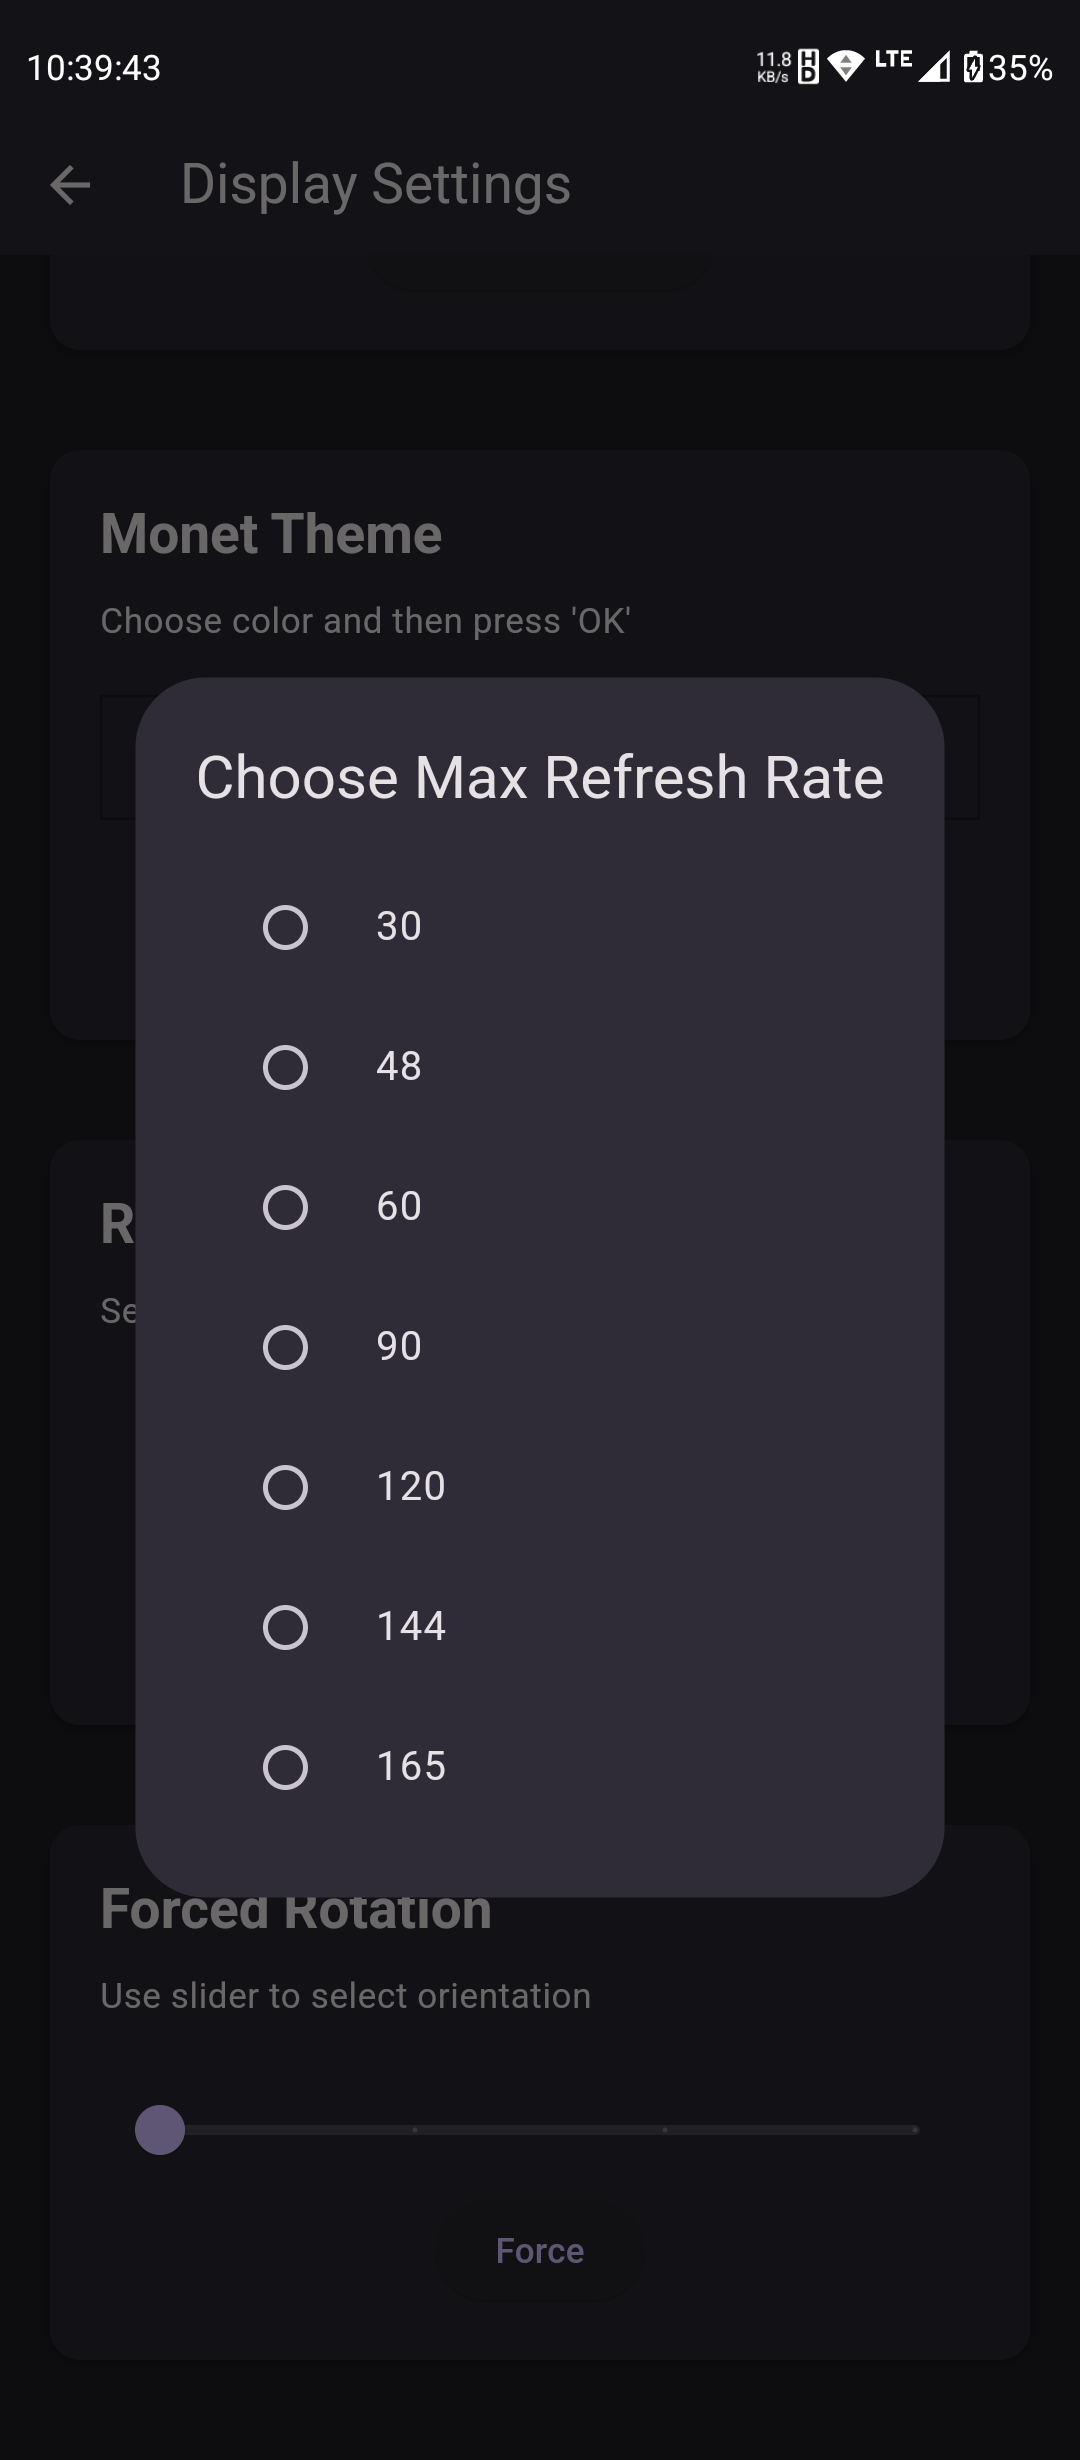 10:39:43
11.8 KB/s HD LTE 35%
Display Settings
Monet Theme
Choose color and then press 'OK'
Choose Max Refresh Rate
30
48
60
90
120
144
165
Forced Rotation
Use slider to select orientation
Force